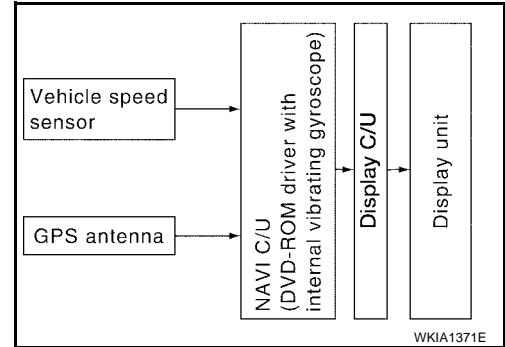 Vehicle speed
sensor
GPS antenna
NAVI C/U
(DVD-ROM driver with
internal vibrating gyroscope)
Display C/U
Display unit
WKIA1371E